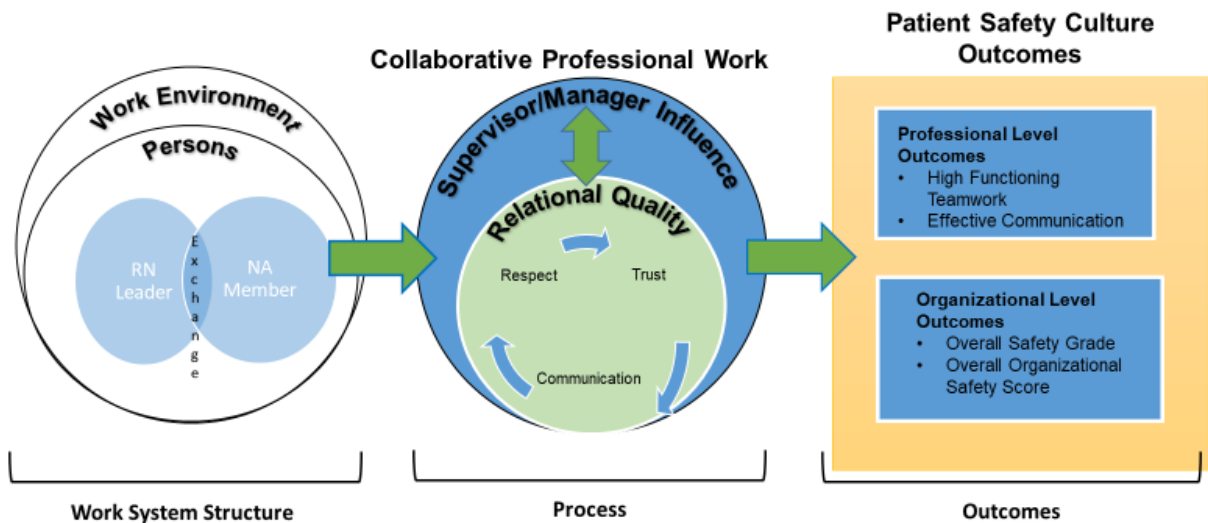 Work Environment
Persons
RN
Leader
Exchange
NA
Member
Work System Structure
Collaborative Professional Work
Supervisor/Manager Influence
Relational Quality
Respect
Trust
Communication
Process
Patient Safety Culture
Outcomes
Professional Level
Outcomes
• High Functioning
Teamwork
• Effective Communication
Organizational Level
Outcomes
• Overall Safety Grade
• Overall Organizational
Safety Score
Outcomes